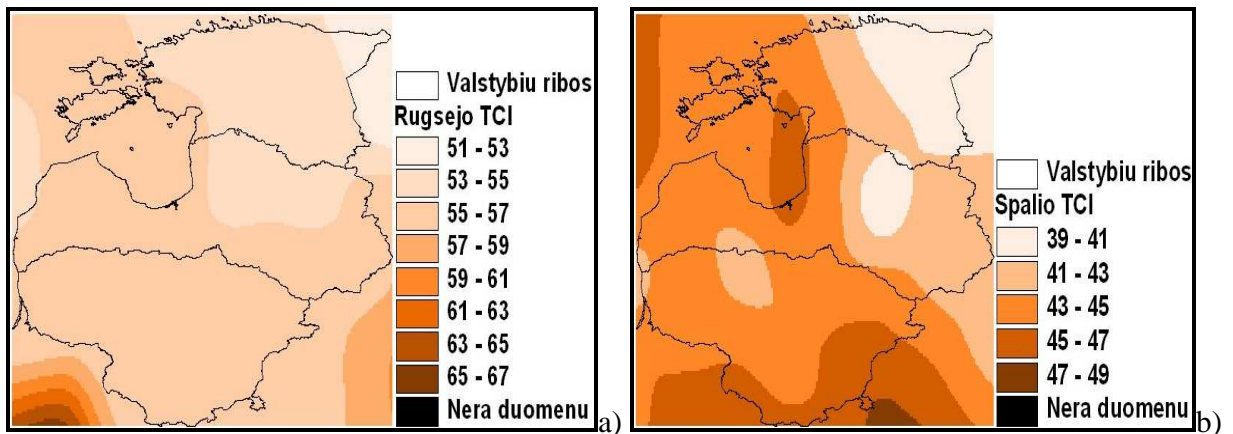 Valstybiu ribos
Rugsejo TCI
51 - 53
53 - 55
55 - 57
57 - 59
59 - 61
61 - 63
63 - 65
65 - 67
Nera duomenu
a)
Valstybiu ribos
Spalio TCI
39 - 41
41 - 43
43 - 45
45 - 47
47 - 49
Nera duomenu
b)